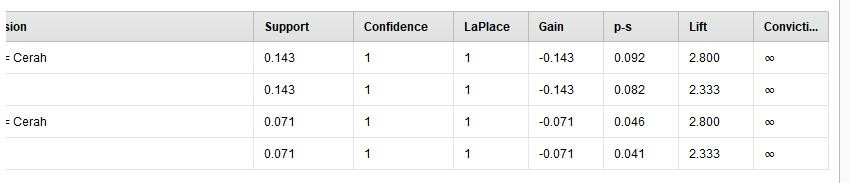 sion Support Confidence LaPlace Gain p-s Lift Convicti...
= Cerah 0.143 1 1 -0.143 0.092 2.800 ∞
0.143 1 1 -0.143 0.082 2.333 ∞
= Cerah 0.071 1 1 -0.071 0.046 2.800 ∞
0.071 1 1 -0.071 0.041 2.333 ∞